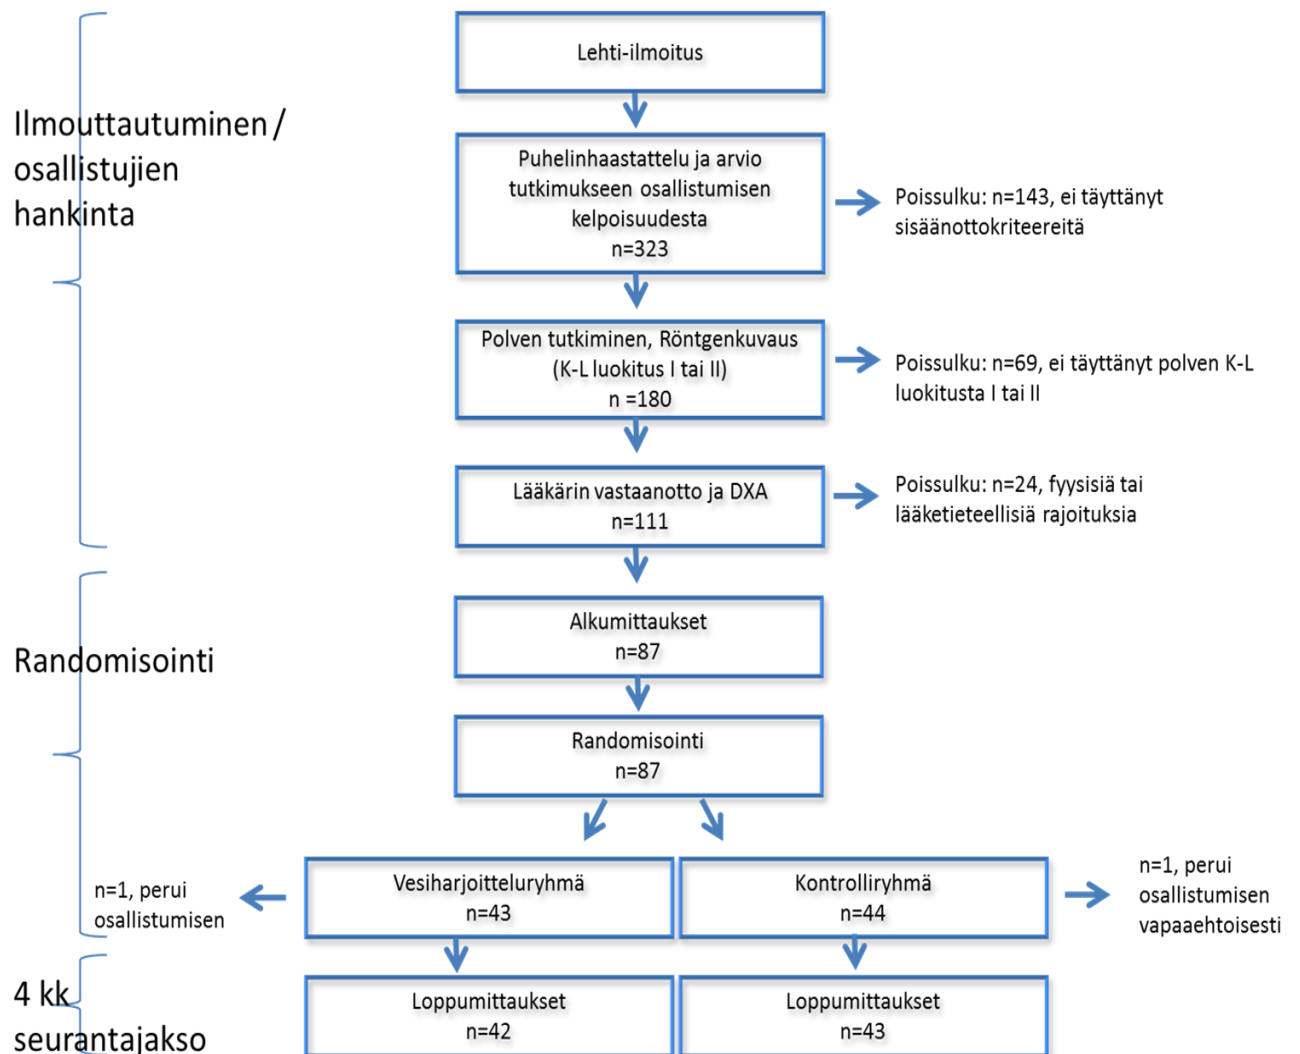 Lehti-ilmoitus
Ilmouttautuminen /
osallistujien
hankinta
Puhelinhaastattelu ja arvio
tutkimukseen osallistumisen
kelpoisuudesta
n=323
Poissulku: n=143, ei täyttänyt
sisäänottokriteereitä
Polven tutkiminen, Röntgenkuvaus
(K-L luokitus I tai II)
n =180
Poissulku: n=69, ei täyttänyt polven K-L
luokitusta I tai II
Lääkärin vastaanotto ja DXA
n=111
Poissulku: n=24, fyysisiä tai
lääketieteellisiä rajoituksia
Randomisointi
Alkumittaukset
n=87
Randomisointi
n=87
n=1, perui
osallistumisen
Vesiharjoitteluryhmä
n=43
Kontrolliryhmä
n=44
n=1, perui
osallistumisen
vapaaehtoisesti
4 kk
seurantajakso
Loppumittaukset
n=42
Loppumittaukset
n=43